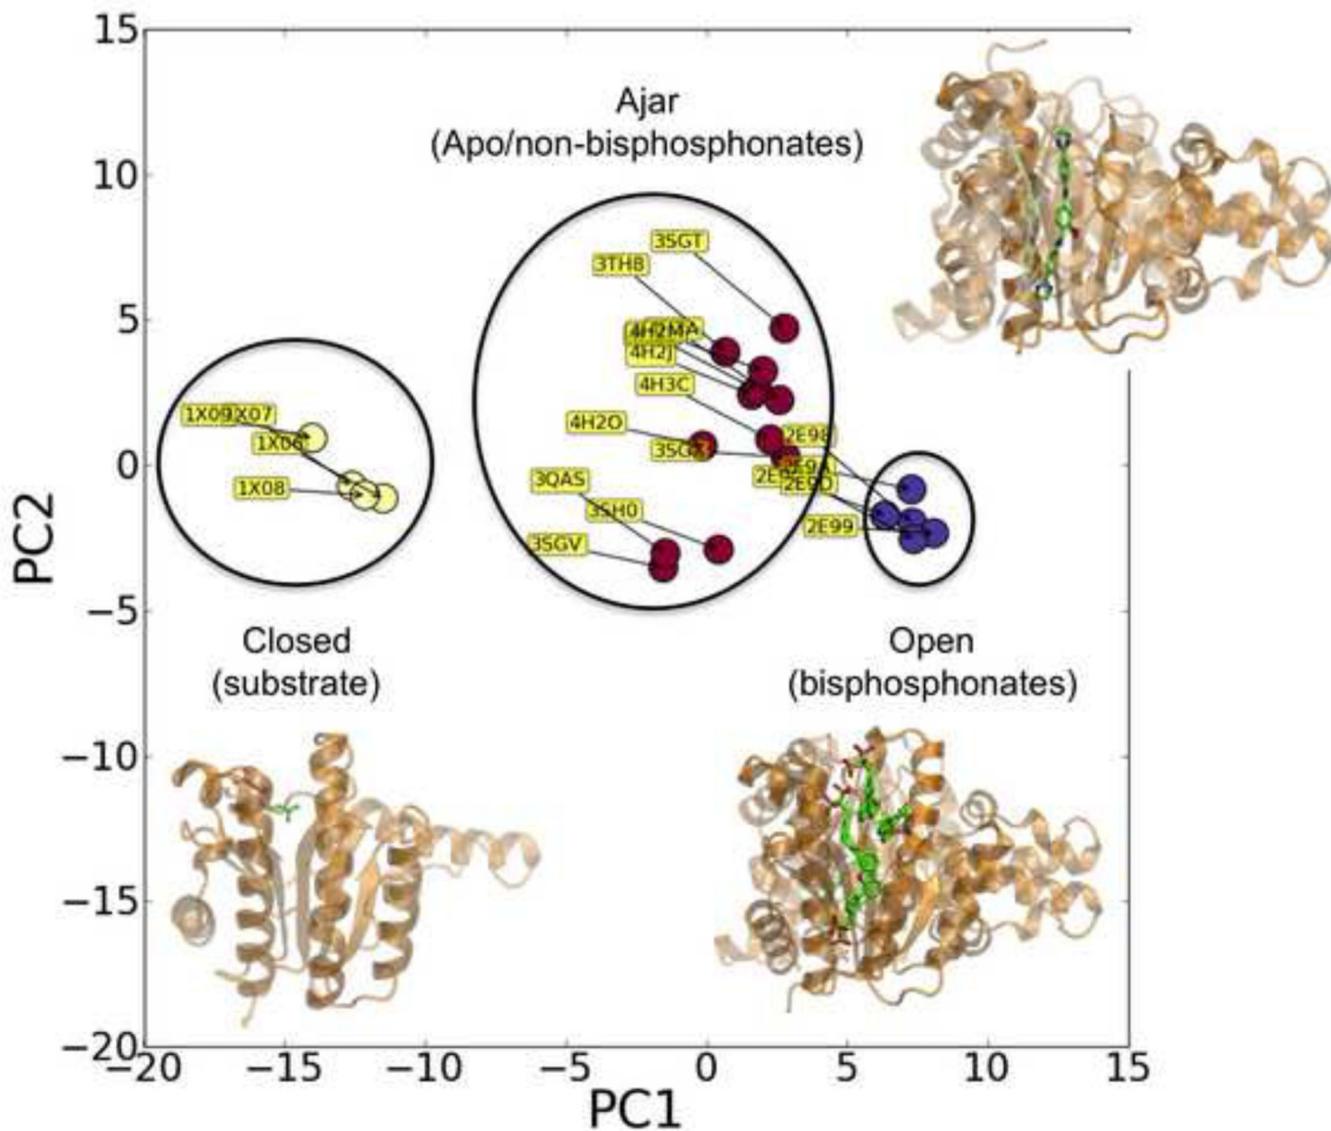 15
Ajar
(Apo/non-bisphosphonates)
10
3SGT
3TH8
5
4H2MA
4H2J
4H3C
1X09
1X07
4H2O
2E98
1X06
0
3QAS
2E9D
1X08
3SH0
2E99
3SGV
PC2
−5
Closed
(substrate)
Open
(bisphosphonates)
−10
−15
−20
−20 −15 −10 −5 0 5 10 15
PC1